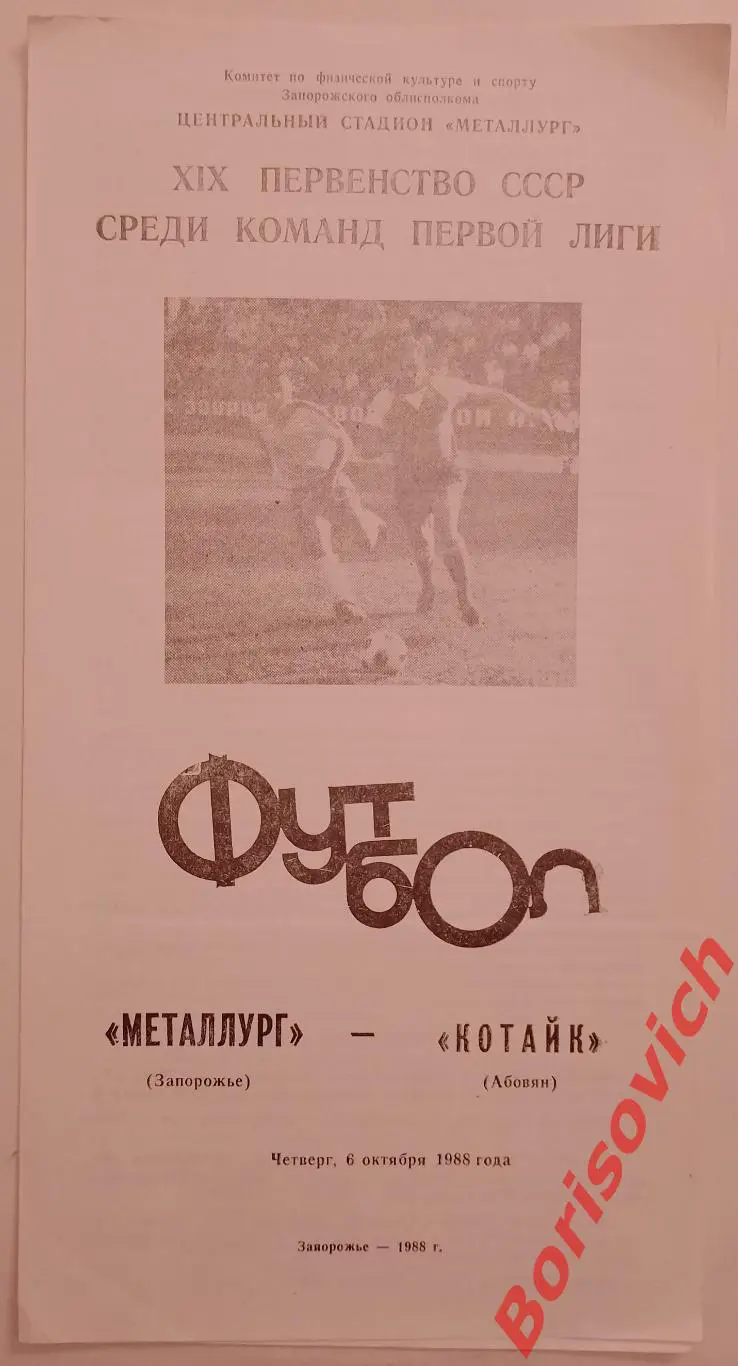 Комитет по физической культуре и спорту
Запорожского облисполкома
ЦЕНТРАЛЬНЫЙ СТАДИОН «МЕТАЛЛУРГ»
XIX ПЕРВЕНСТВО СССР
СРЕДИ КОМАНД ПЕРВОЙ ЛИГИ
ФУТБОЛ
«МЕТАЛЛУРГ» — «КОТАЙК»
(Запорожье) (Абовян)
Четверг, 6 октября 1988 года
Запорожье — 1988 г.
Borisovich